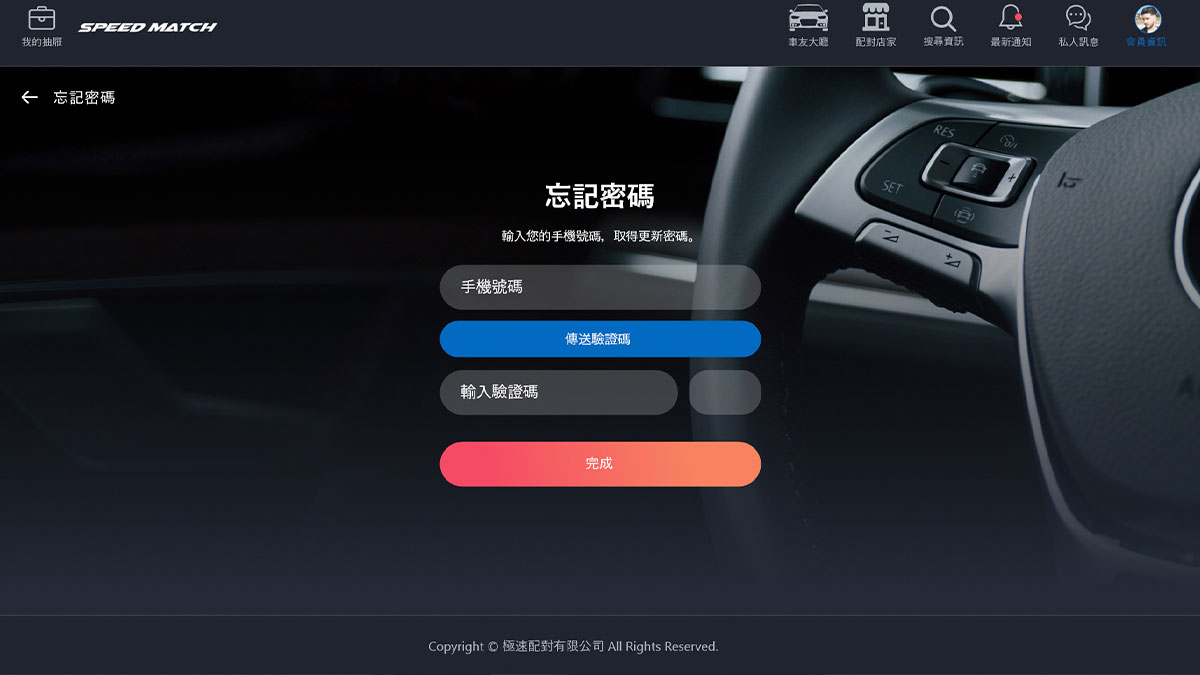 SPEED MATCH
我的抽屜
車友大廳
配對店家
搜尋資訊
最新通知
私人訊息
會員資訊
忘記密碼
RES
SET
忘記密碼
輸入您的手機號碼，取得更新密碼。
手機號碼
傳送驗證碼
輸入驗證碼
完成
Copyright © 極速配對有限公司 All Rights Reserved.